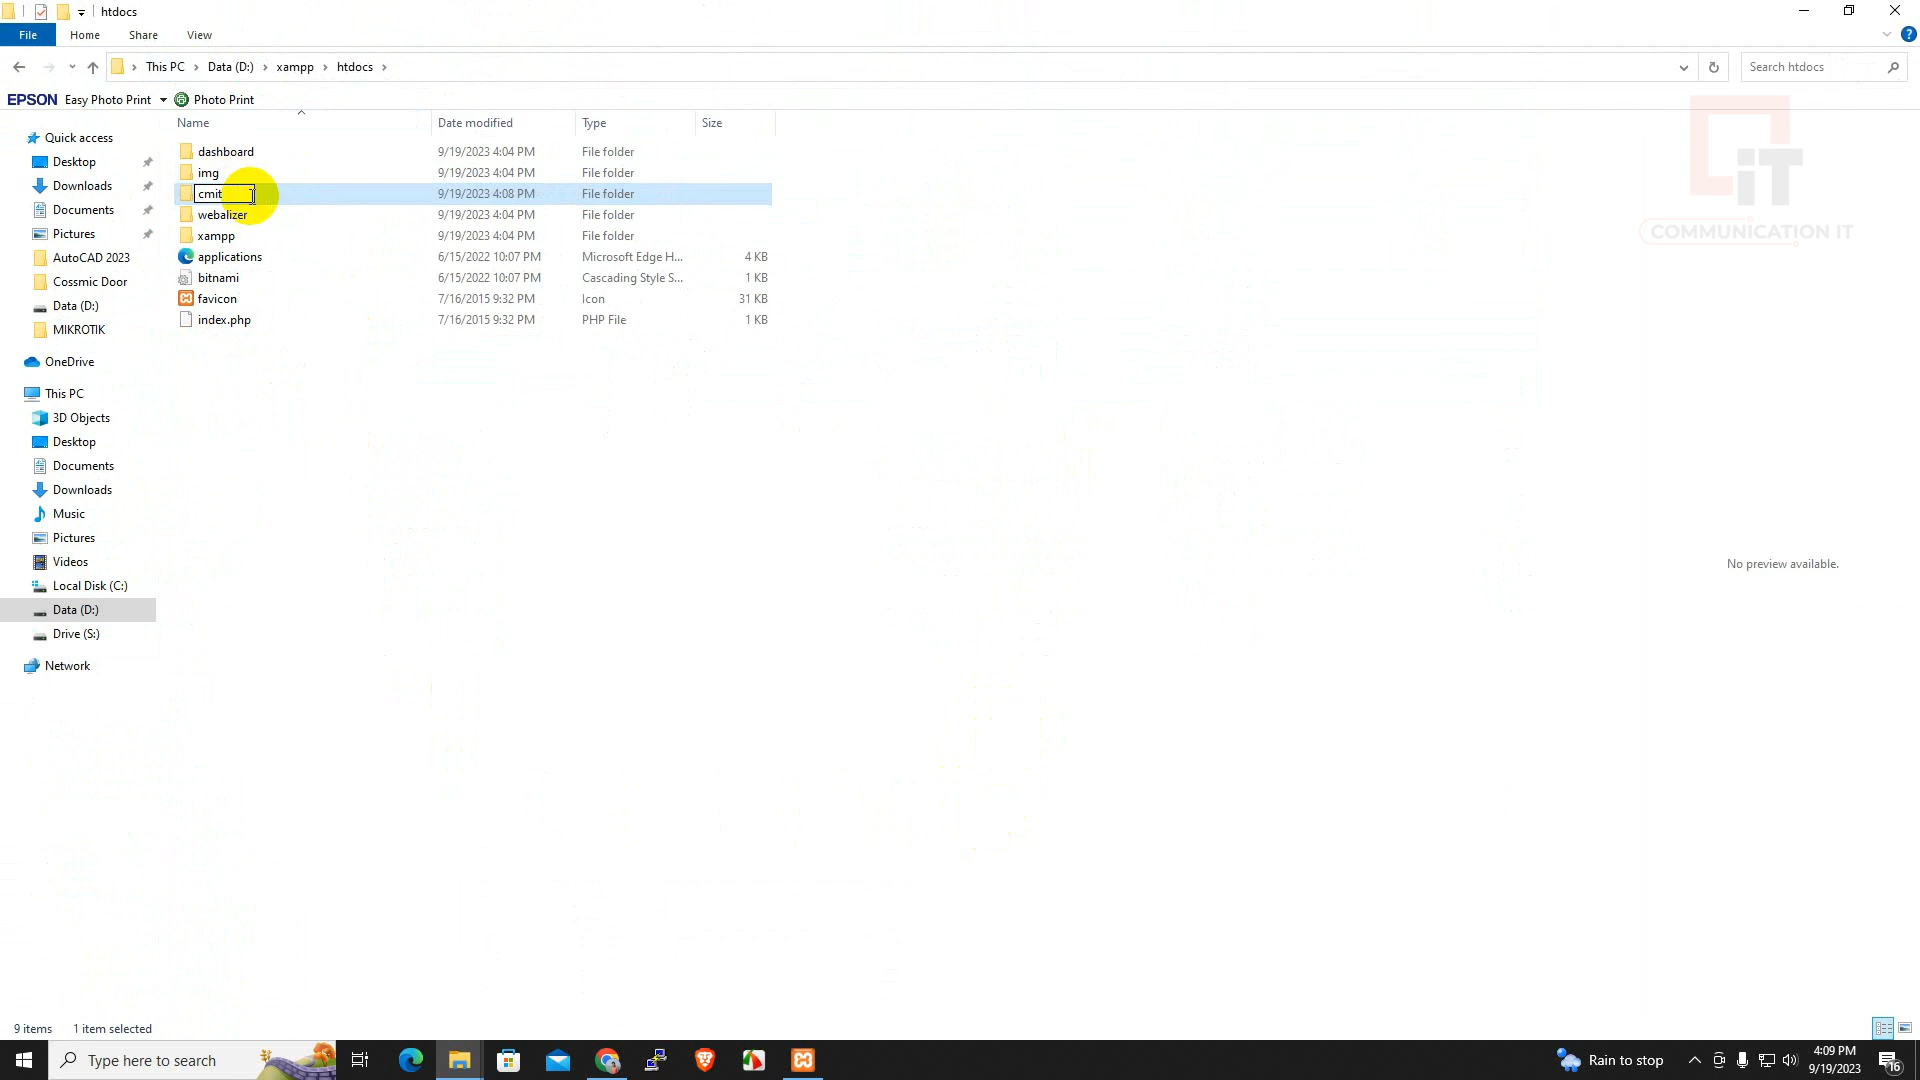 htdocs
File Home Share View
This PC Data (D:) xampp htdocs Search htdocs
EPSON Easy Photo Print Photo Print
Name Date modified Type Size
Quick access
Desktop
Downloads
Documents
Pictures
AutoCAD 2023
Cossmic Door
Data (D:)
MIKROTIK
OneDrive
This PC
3D Objects
Desktop
Documents
Downloads
Music
Pictures
Videos
Local Disk (C:)
Data (D:)
Drive (S:)
Network
dashboard 9/19/2023 4:04 PM File folder
img 9/19/2023 4:04 PM File folder
cmit 9/19/2023 4:08 PM File folder
webalizer 9/19/2023 4:04 PM File folder
xampp 9/19/2023 4:04 PM File folder
applications 6/15/2022 10:07 PM Microsoft Edge H... 4 KB
bitnami 6/15/2022 10:07 PM Cascading Style S... 1 KB
favicon 7/16/2015 9:32 PM Icon 31 KB
index.php 7/16/2015 9:32 PM PHP File 1 KB
iT
COMMUNICATION IT
No preview available.
9 items 1 item selected
Type here to search
Rain to stop
4:09 PM
9/19/2023
16